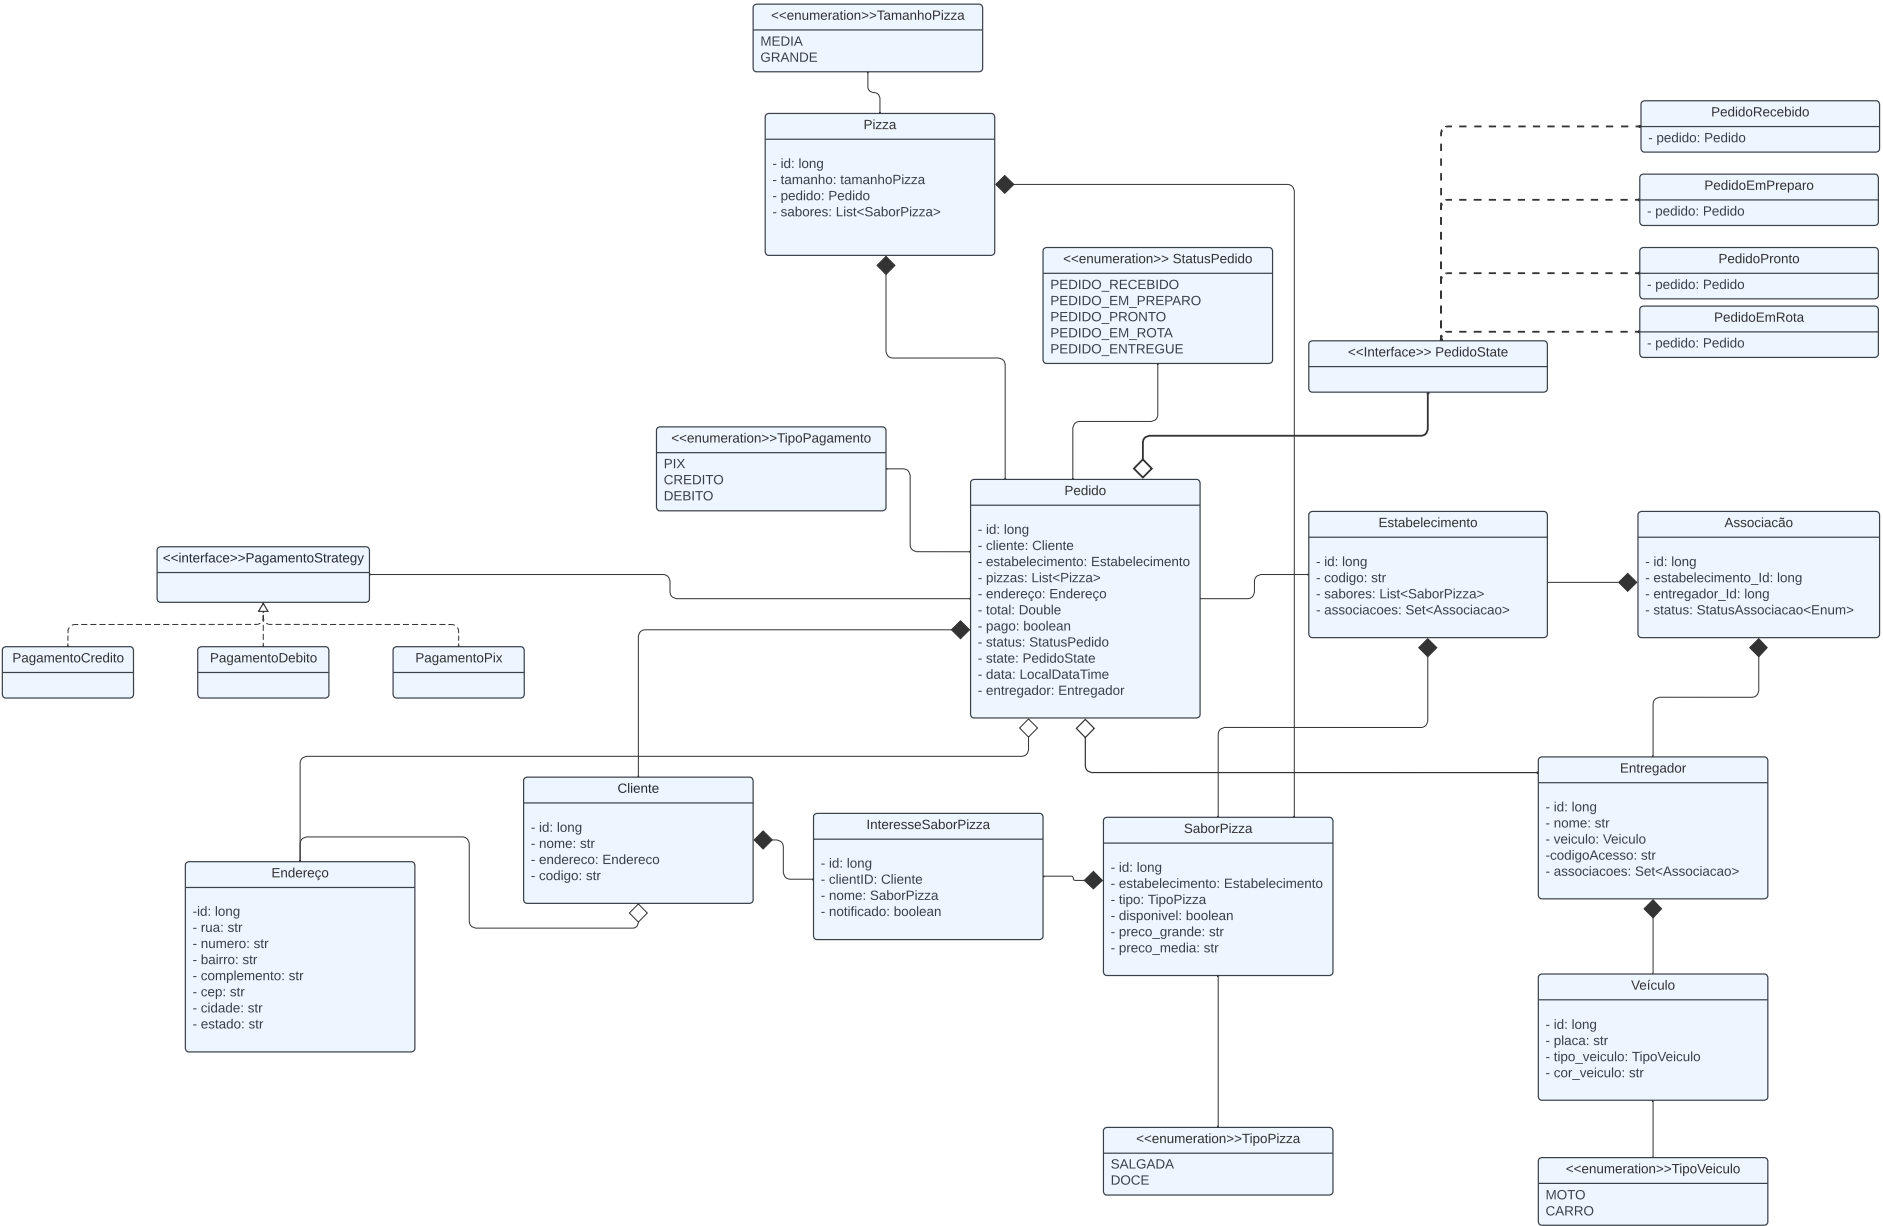 <<enumeration>>TamanhoPizza
MEDIA
GRANDE
Pizza
- id: long
- tamanho: tamanhoPizza
- pedido: Pedido
- sabores: List<SaborPizza>
PedidoRecebido
- pedido: Pedido
PedidoEmPreparo
- pedido: Pedido
PedidoPronto
- pedido: Pedido
PedidoEmRota
- pedido: Pedido
<<enumeration>> StatusPedido
PEDIDO_RECEBIDO
PEDIDO_EM_PREPARO
PEDIDO_PRONTO
PEDIDO_EM_ROTA
PEDIDO_ENTREGUE
<<Interface>> PedidoState
<<enumeration>>TipoPagamento
PIX
CREDITO
DEBITO
<<interface>>PagamentoStrategy
PagamentoCredito
PagamentoDebito
PagamentoPix
Pedido
- id: long
- cliente: Cliente
- estabelecimento: Estabelecimento
- pizzas: List<Pizza>
- endereço: Endereço
- total: Double
- pago: boolean
- status: StatusPedido
- state: PedidoState
- data: LocalDataTime
- entregador: Entregador
Estabelecimento
- id: long
- codigo: str
- sabores: List<SaborPizza>
- associacoes: Set<Associacao>
Associacão
- id: long
- estabelecimento_Id: long
- entregador_Id: long
- status: StatusAssociacao<Enum>
Cliente
- id: long
- nome: str
- endereco: Endereco
- codigo: str
InteresseSaborPizza
- id: long
- clientID: Cliente
- nome: SaborPizza
- notificado: boolean
SaborPizza
- id: long
- estabelecimento: Estabelecimento
- tipo: TipoPizza
- disponivel: boolean
- preco_grande: str
- preco_media: str
Entregador
- id: long
- nome: str
- veiculo: Veiculo
-codigoAcesso: str
- associacoes: Set<Associacao>
Endereço
-id: long
- rua: str
- numero: str
- bairro: str
- complemento: str
- cep: str
- cidade: str
- estado: str
Veículo
- id: long
- placa: str
- tipo_veiculo: TipoVeiculo
- cor_veiculo: str
<<enumeration>>TipoPizza
SALGADA
DOCE
<<enumeration>>TipoVeiculo
MOTO
CARRO